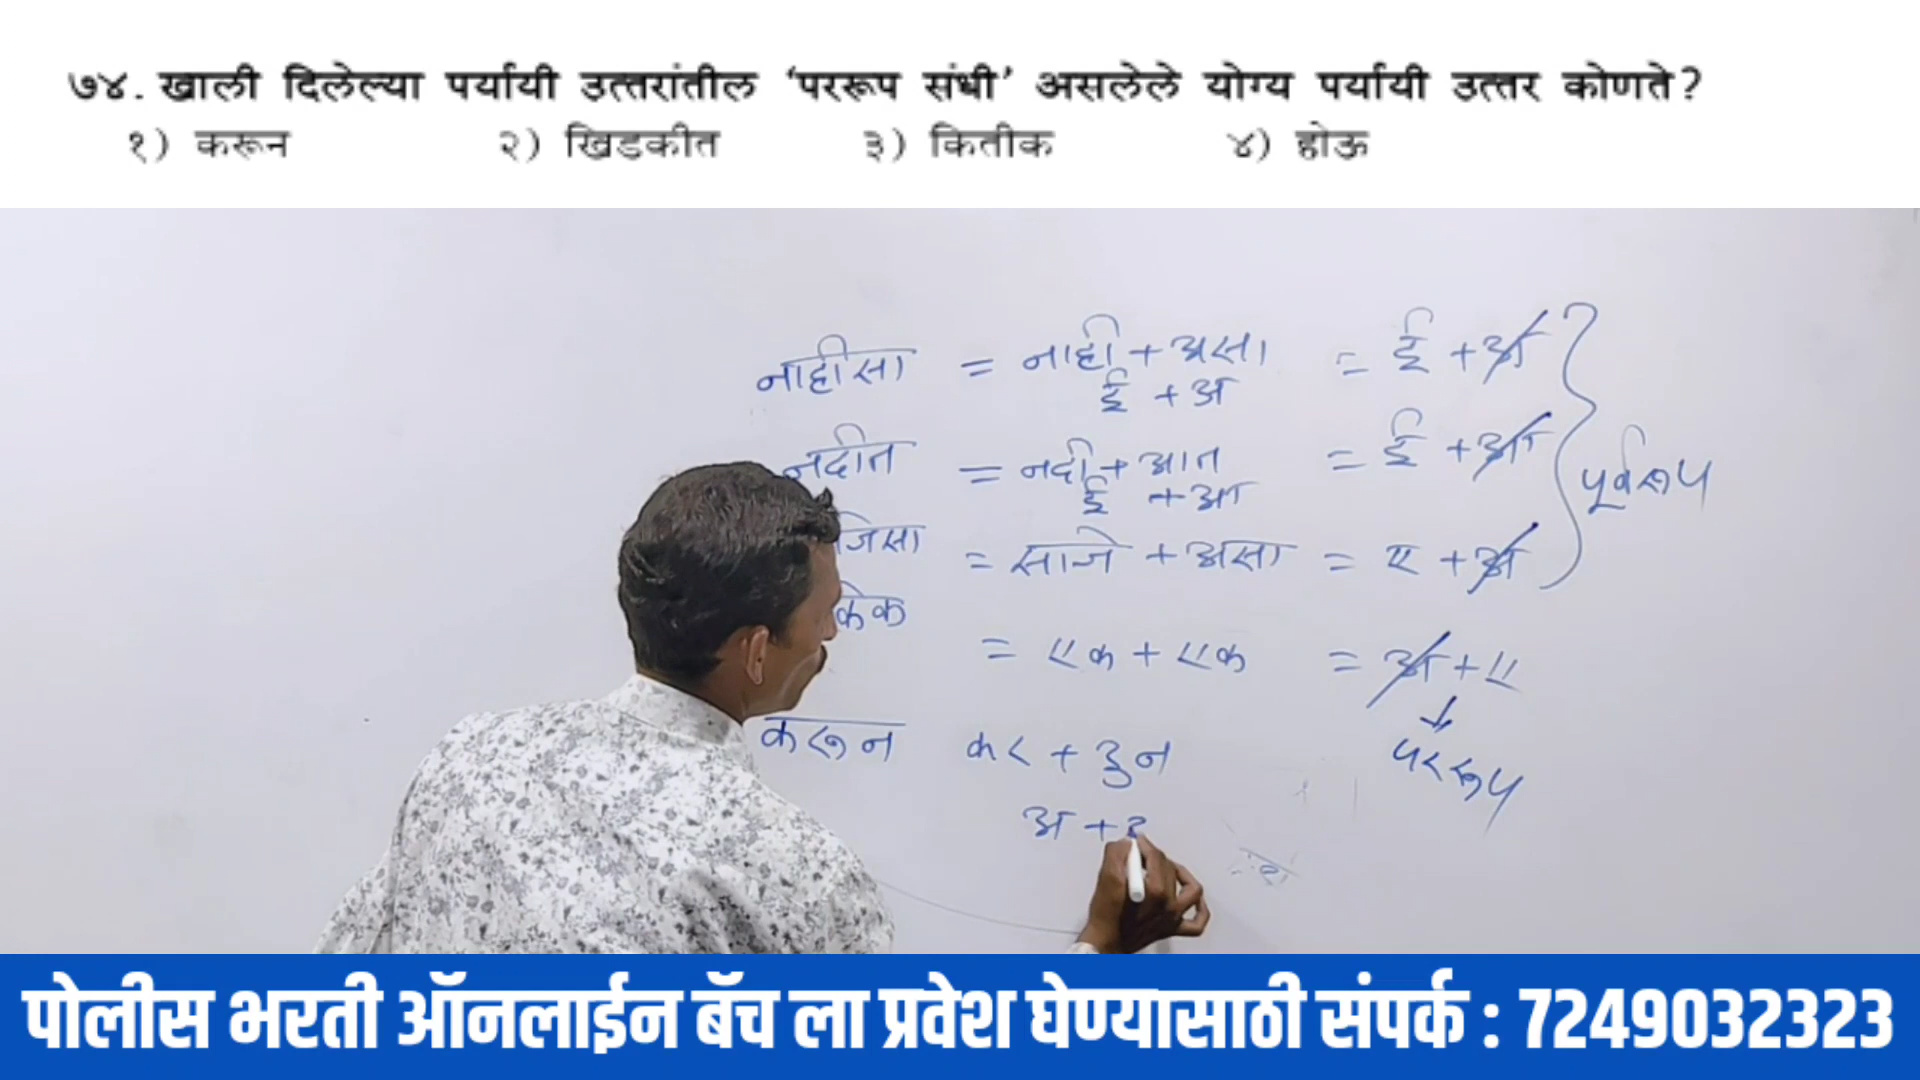 ७४. खाली दिलेल्या पर्यायी उत्तरांतील ‘पररूप संधी’ असलेले योग्य पर्यायी उत्तर कोणते?
१) करून २) खिडकीत ३) कितीक ४) होऊ
नाहीसा = नाही + असा = ई + अ
ई + अ
नदीत = नदी + आत = ई + आ
ई + आ
पूर्वरूप
जिसा = साजे + असा = ए + अ
केक = एक + एक = अ + ए
पररूप
करून कर + उन
अ +
पोलीस भरती ऑनलाईन बॅच ला प्रवेश घेण्यासाठी संपर्क : 7249032323